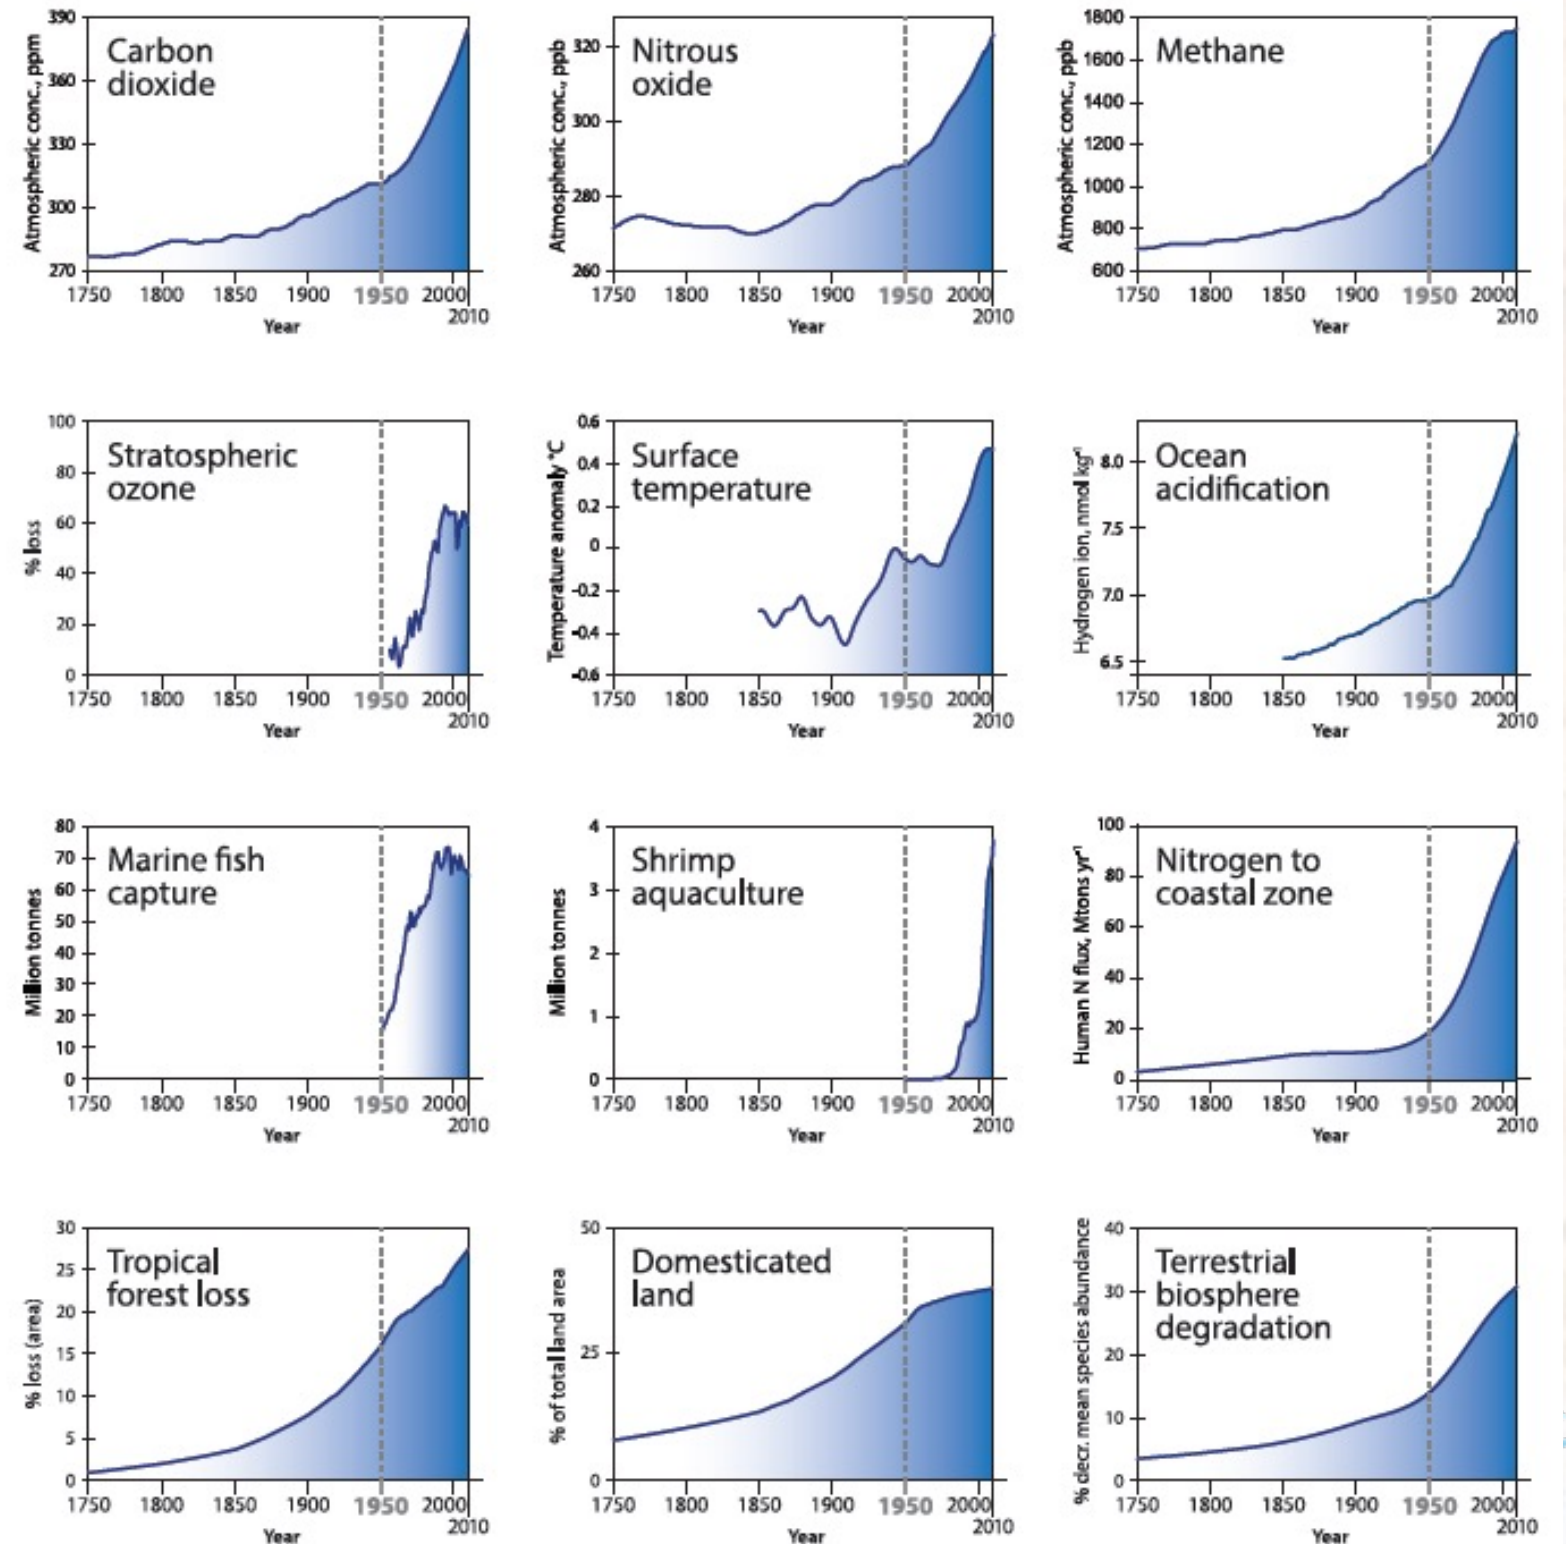 Carbon
dioxide
Atmospheric conc., ppm
390
360
330
300
270
1750 1800 1850 1900 1950 2000
2010
Year
Nitrous
oxide
Atmospheric conc., ppb
320
300
280
260
1750 1800 1850 1900 1950 2000
2010
Year
Methane
Atmospheric conc., ppb
1800
1600
1400
1200
1000
800
600
1750 1800 1850 1900 1950 2000
2010
Year
Stratospheric
ozone
% loss
100
80
60
40
20
0
1750 1800 1850 1900 1950 2000
2010
Year
Surface
temperature
Temperature anomaly °C
0.6
0.4
0.2
0
-0.2
-0.4
-0.6
1750 1800 1850 1900 1950 2000
2010
Year
Ocean
acidification
Hydrogen ion, nmol kg⁻¹
8.0
7.5
7.0
6.5
1750 1800 1850 1900 1950 2000
2010
Year
Marine fish
capture
Million tonnes
80
70
60
50
40
30
20
10
0
1750 1800 1850 1900 1950 2000
2010
Year
Shrimp
aquaculture
Million tonnes
4
3
2
1
0
1750 1800 1850 1900 1950 2000
2010
Year
Nitrogen to
coastal zone
Human N flux, Mtons yr⁻¹
100
80
60
40
20
0
1750 1800 1850 1900 1950 2000
2010
Year
Tropical
forest loss
% loss (area)
30
25
20
15
10
5
0
1750 1800 1850 1900 1950 2000
2010
Year
Domesticated
land
% of total land area
50
25
0
1750 1800 1850 1900 1950 2000
2010
Year
Terrestrial
biosphere
degradation
% decr. mean species abundance
40
30
20
10
0
1750 1800 1850 1900 1950 2000
2010
Year